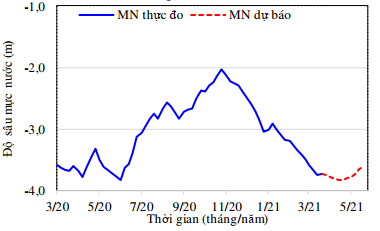 -1,0
MN thực đo
MN dự báo
-2,0
-3,0
-4,0
Độ sâu mực nước (m)
3/20 5/20 7/20 9/20 11/20 1/21 3/21 5/21
Thời gian (tháng/năm)